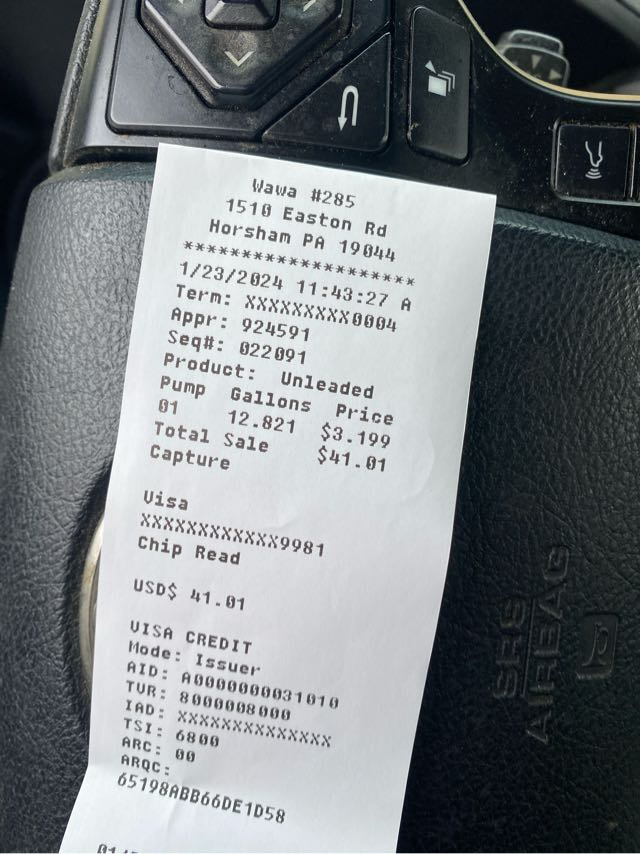 Wawa #285
1510 Easton Rd
Horsham PA 19044
********************
1/23/2024 11:43:27 A
Term: XXXXXXXXX0004
Appr: 924591
Seq#: 022091
Product: Unleaded
Pump Gallons Price
01 12.821 $3.199
Total Sale $41.01
Capture
Visa
XXXXXXXXXXXX9981
Chip Read
USD$ 41.01
VISA CREDIT
Mode: Issuer
AID: A0000000031010
TVR: 8000008000
IAD: XXXXXXXXXXXXXX
TSI: 6800
ARC: 00
ARQC:
65198ABB66DE1D58
SRS
AIRBAG